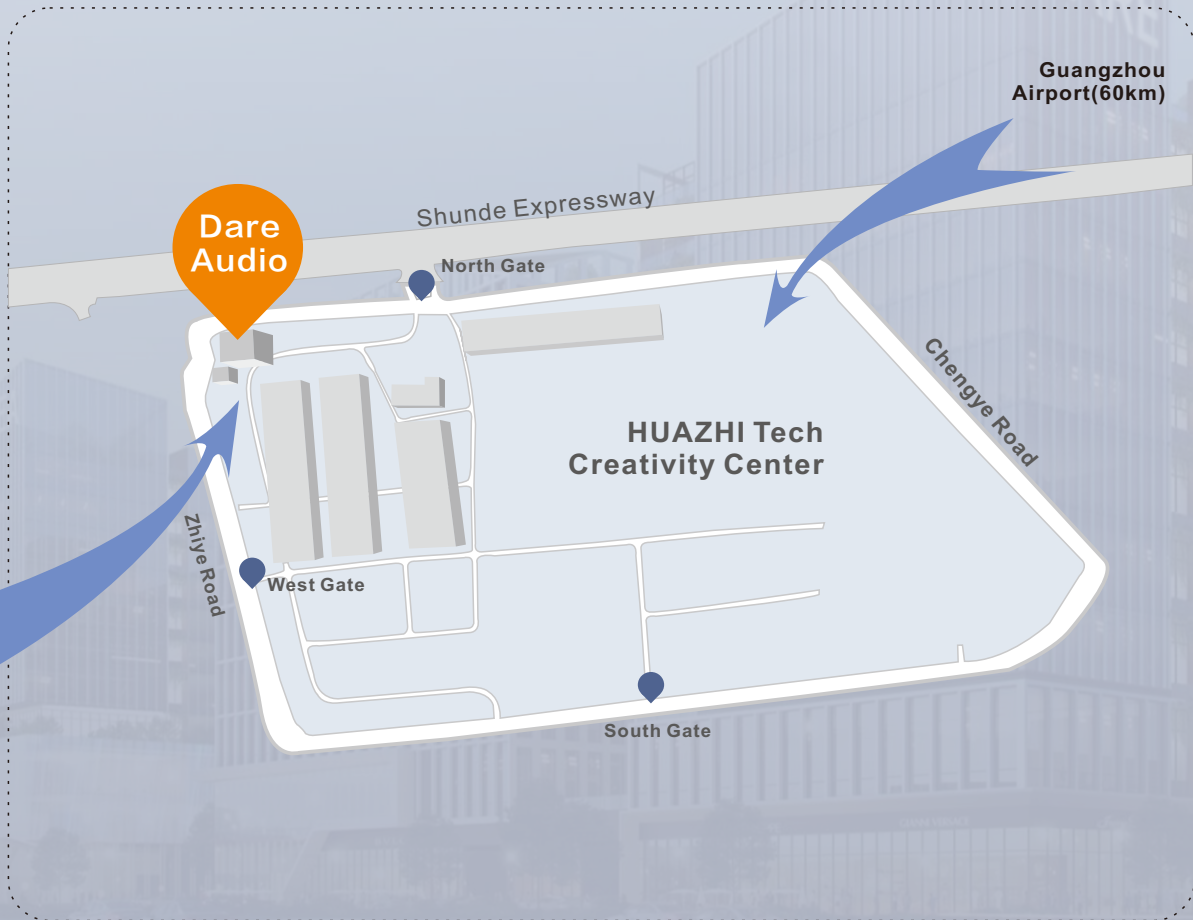 Guangzhou
Airport(60km)
Shunde Expressway
Dare
Audio
North Gate
Chengye Road
HUAZHI Tech
Creativity Center
Zhiye Road
West Gate
South Gate